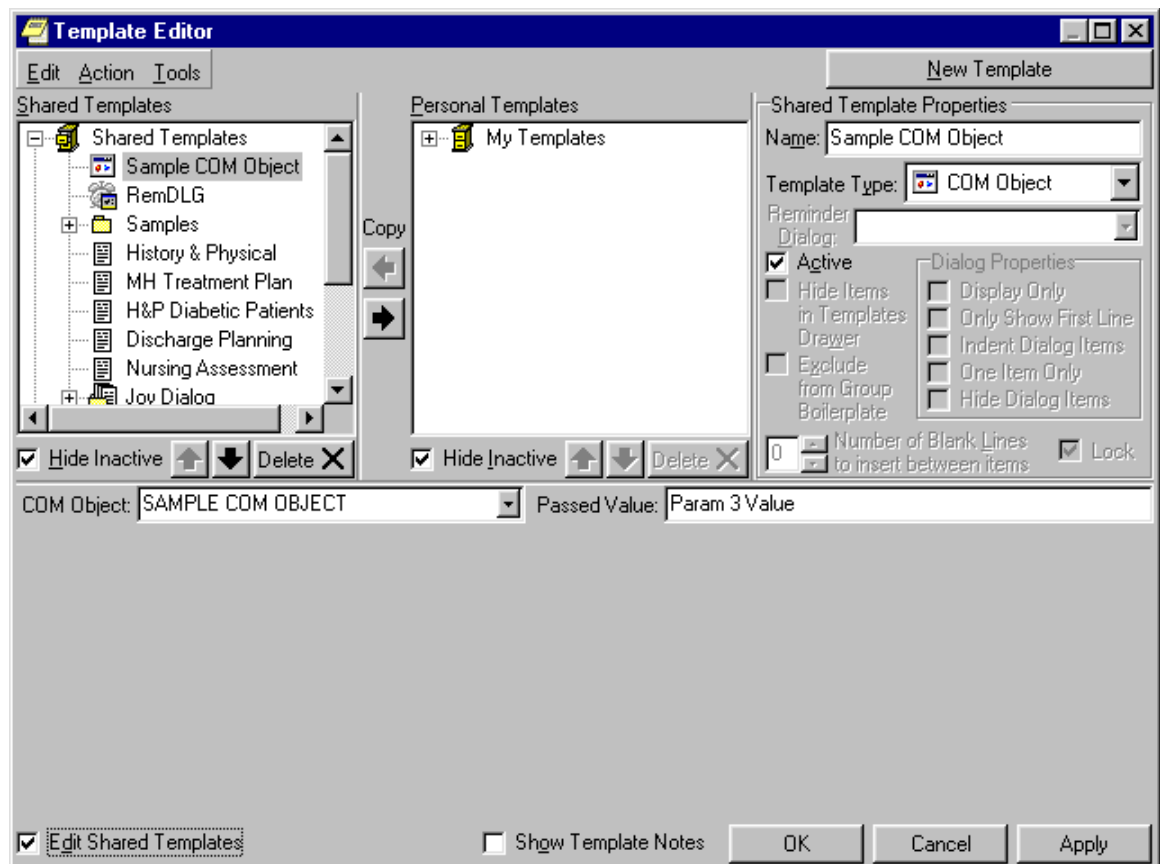 Template Editor
Edit Action Tools
New Template
Shared Templates
Shared Templates
Sample COM Object
RemDLG
Samples
History & Physical
MH Treatment Plan
H&P Diabetic Patients
Discharge Planning
Nursing Assessment
Joy Dialog
Hide Inactive
Delete
Copy
Personal Templates
My Templates
Hide Inactive
Delete
Shared Template Properties
Name: Sample COM Object
Template Type: COM Object
Reminder
Dialog:
Active
Hide Items
in Templates
Drawer
Exclude
from Group
Boilerplate
Dialog Properties
Display Only
Only Show First Line
Indent Dialog Items
One Item Only
Hide Dialog Items
0 Number of Blank Lines
to insert between items
Lock
COM Object: SAMPLE COM OBJECT Passed Value: Param 3 Value
Edit Shared Templates Show Template Notes OK Cancel Apply